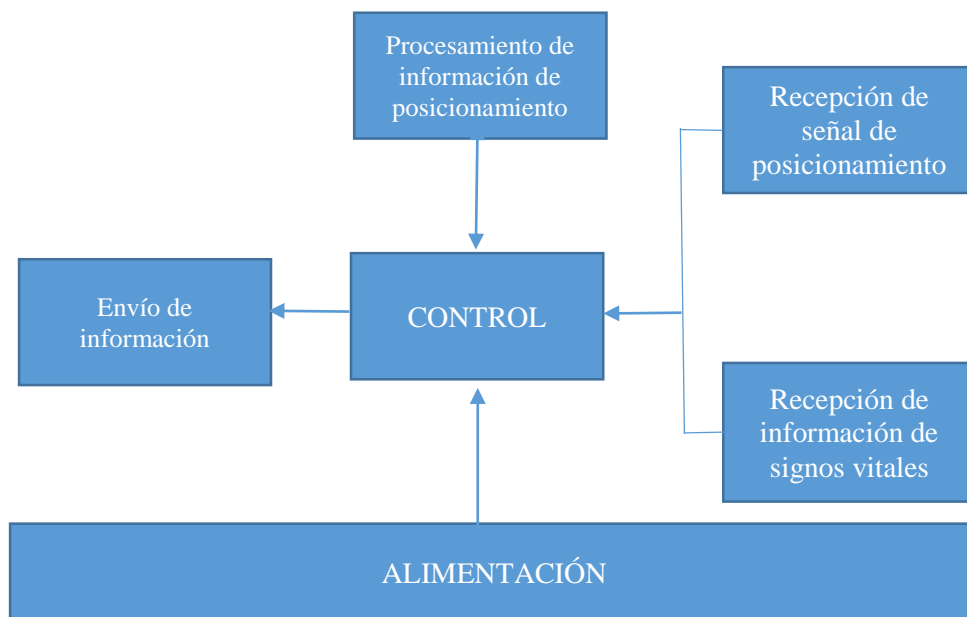 Procesamiento de
información de
posicionamiento
Recepción de
señal de
posicionamiento
Envío de
información
CONTROL
Recepción de
información de
signos vitales
ALIMENTACIÓN